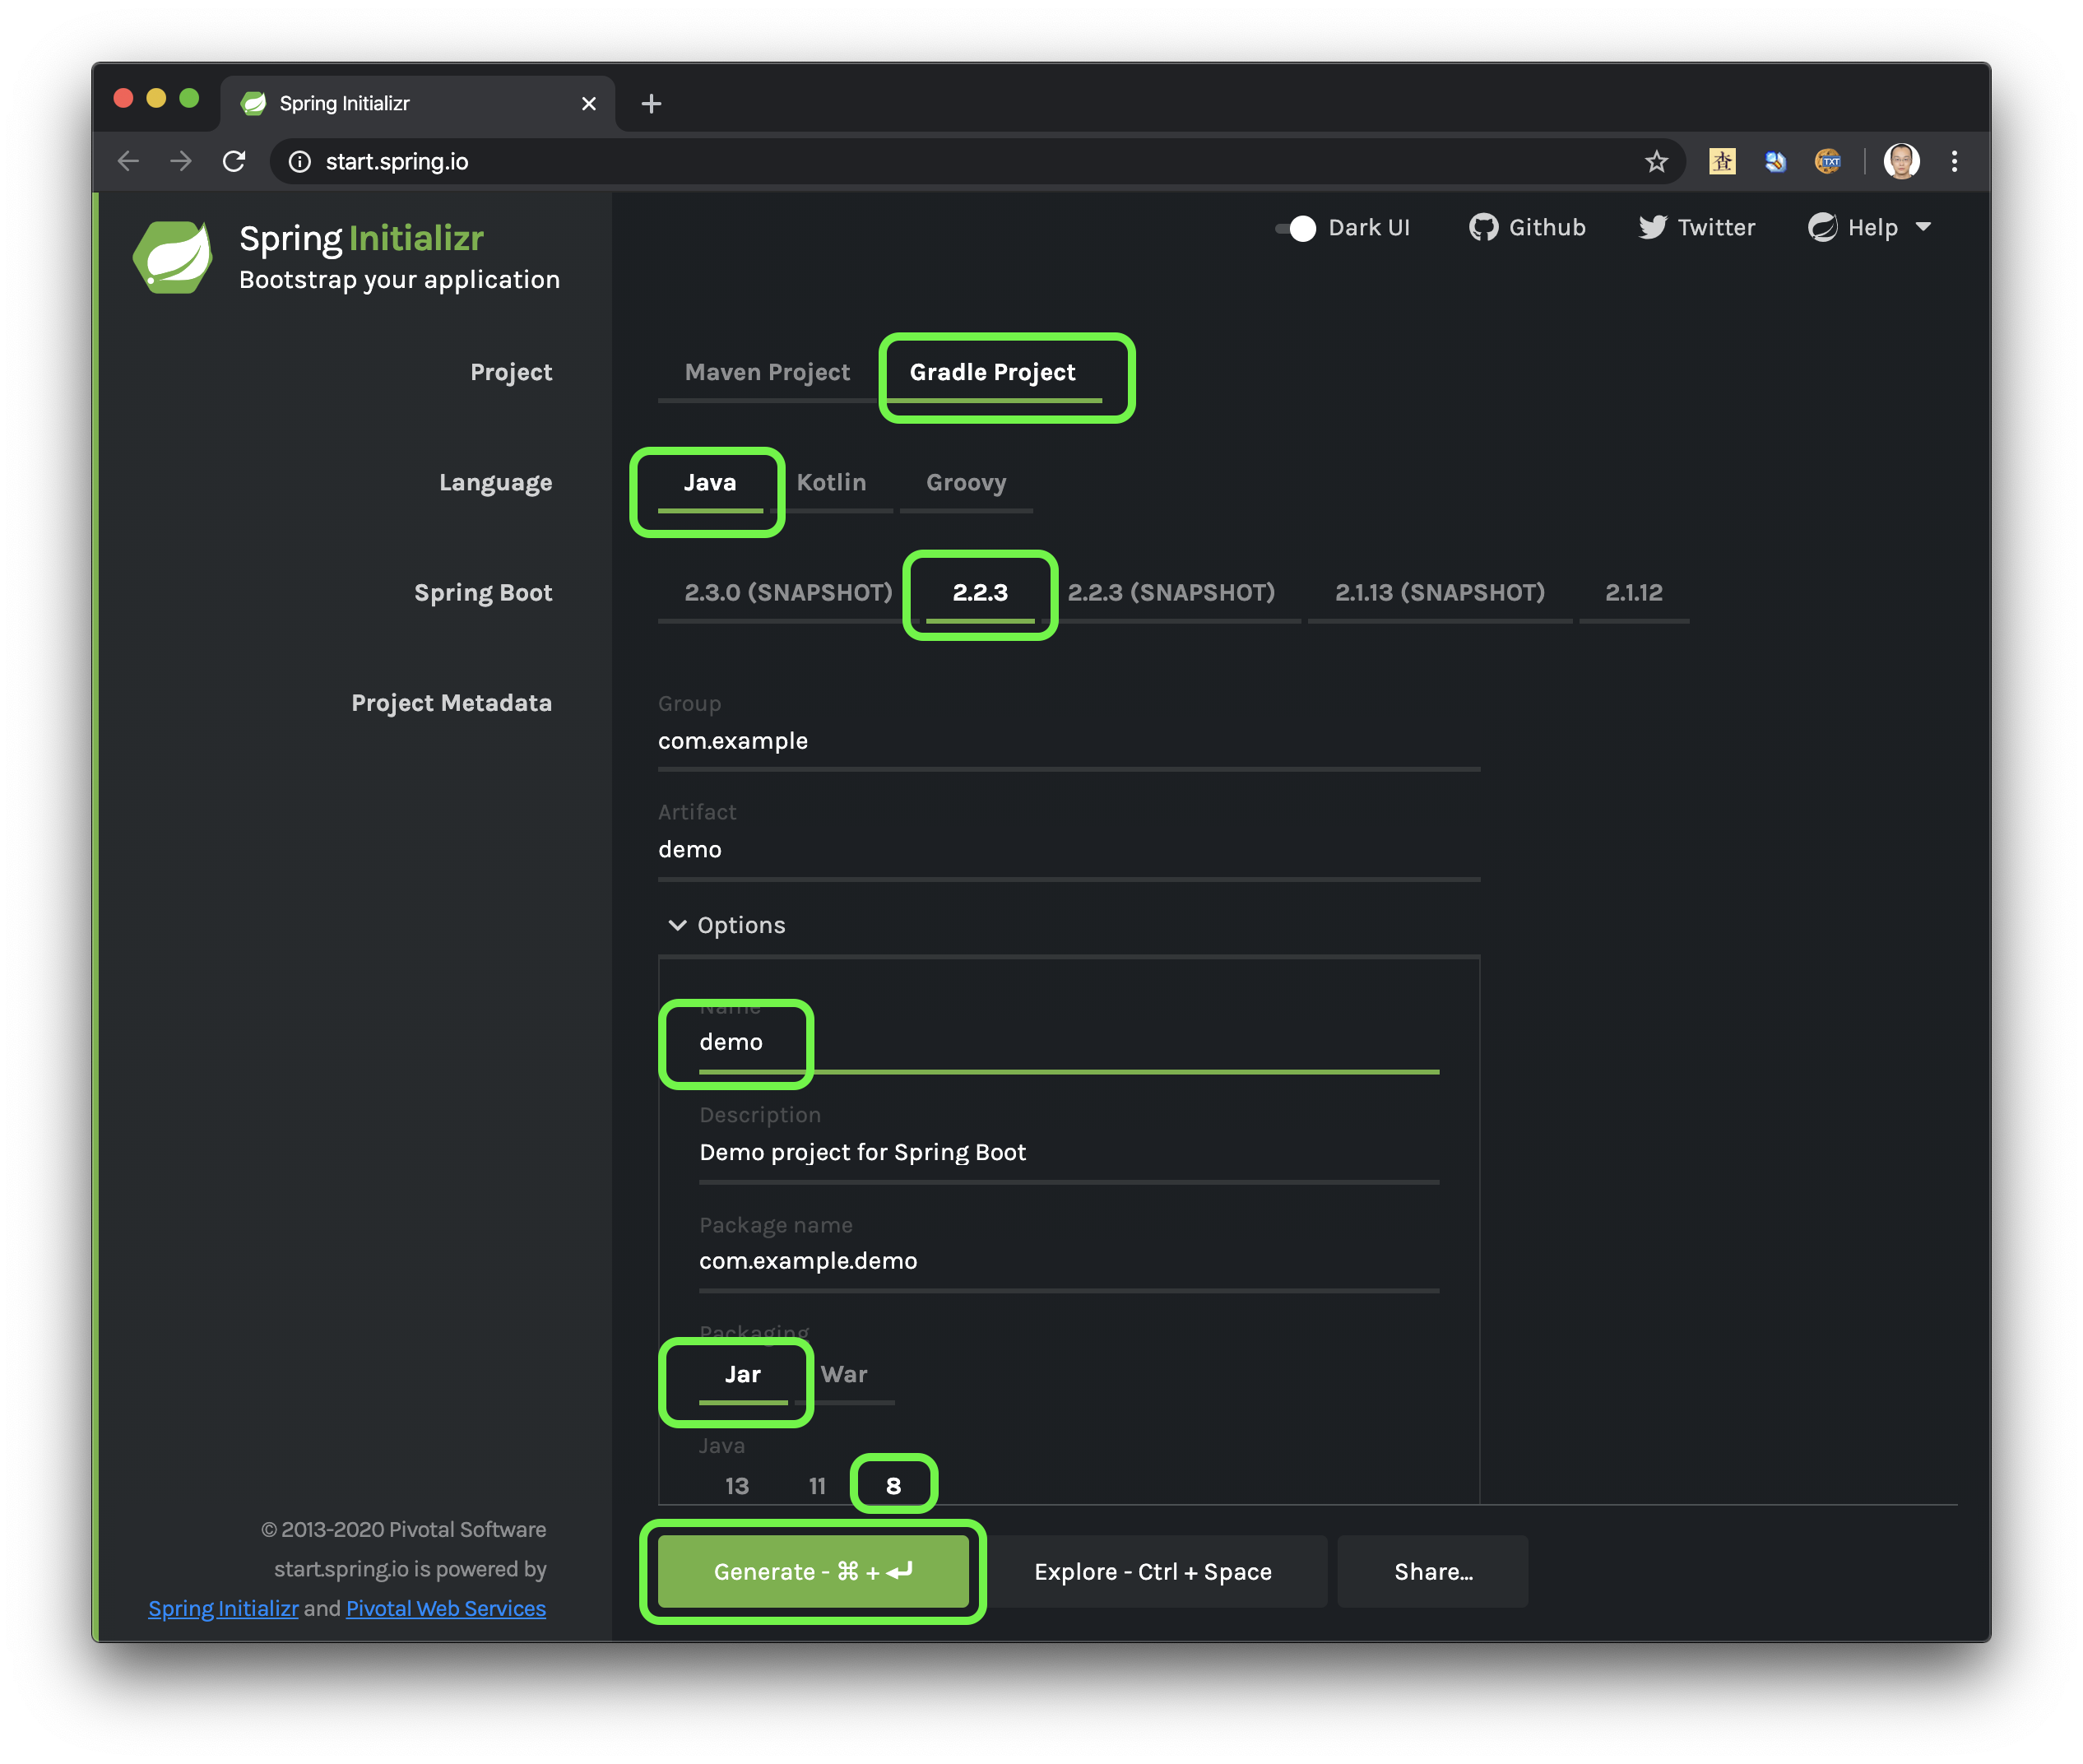 Spring Initializr
start.spring.io
查
TXT
Spring Initializr
Bootstrap your application
Dark UI
Github
Twitter
Help
Project
Maven Project
Gradle Project
Language
Java
Kotlin
Groovy
Spring Boot
2.3.0 (SNAPSHOT)
2.2.3
2.2.3 (SNAPSHOT)
2.1.13 (SNAPSHOT)
2.1.12
Project Metadata
Group
com.example
Artifact
demo
Options
Name
demo
Description
Demo project for Spring Boot
Package name
com.example.demo
Packaging
Jar
War
Java
13
11
8
© 2013-2020 Pivotal Software
start.spring.io is powered by
Spring Initializr and Pivotal Web Services
Generate - ⌘ + ↵
Explore - Ctrl + Space
Share...